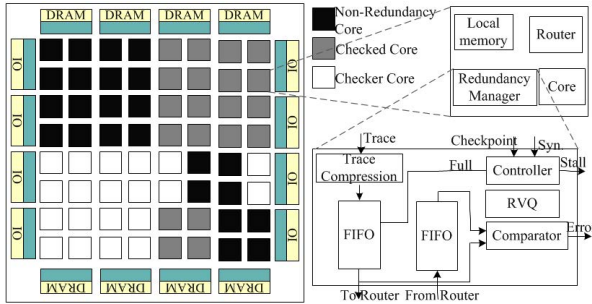 DRAM DRAM DRAM DRAM
IO IO
IO IO
IO IO
IO IO
DRAM DRAM DRAM DRAM
Non-Redundancy
Core
Checked Core
Checker Core
Local
memory
Router
Redundancy
Manager
Core
Trace
Checkpoint
Syn.
Trace
Compression
Full
Controller
Stall
RVQ
FIFO
FIFO
Comparator
Erro
To Router
From Router